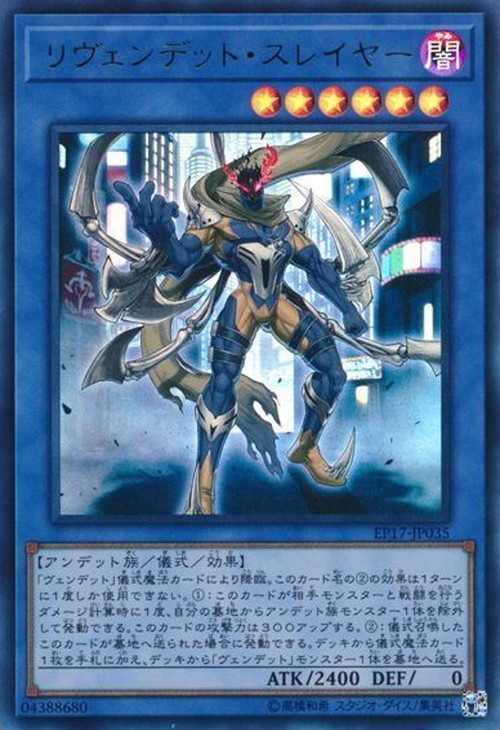 リヴェンデット・スレイヤー
闇
EP17-JP035
【アンデット族／儀式／効果】
「ヴェンデット」儀式魔法カードにより降臨。このカード名の②の効果は1ターン
に1度しか使用できない。①：このカードが相手モンスターと戦闘を行う
ダメージ計算時に1度、自分の墓地からアンデット族モンスター1体を除外
して発動できる。このカードの攻撃力は３００アップする。②：儀式召喚した
このカードが墓地へ送られた場合に発動できる。デッキから儀式魔法カード
1枚を手札に加え、デッキから「ヴェンデット」モンスター1体を墓地へ送る。
ATK/2400 DEF/ 0
04388680
©高橋和希 スタジオ・ダイス/集英社